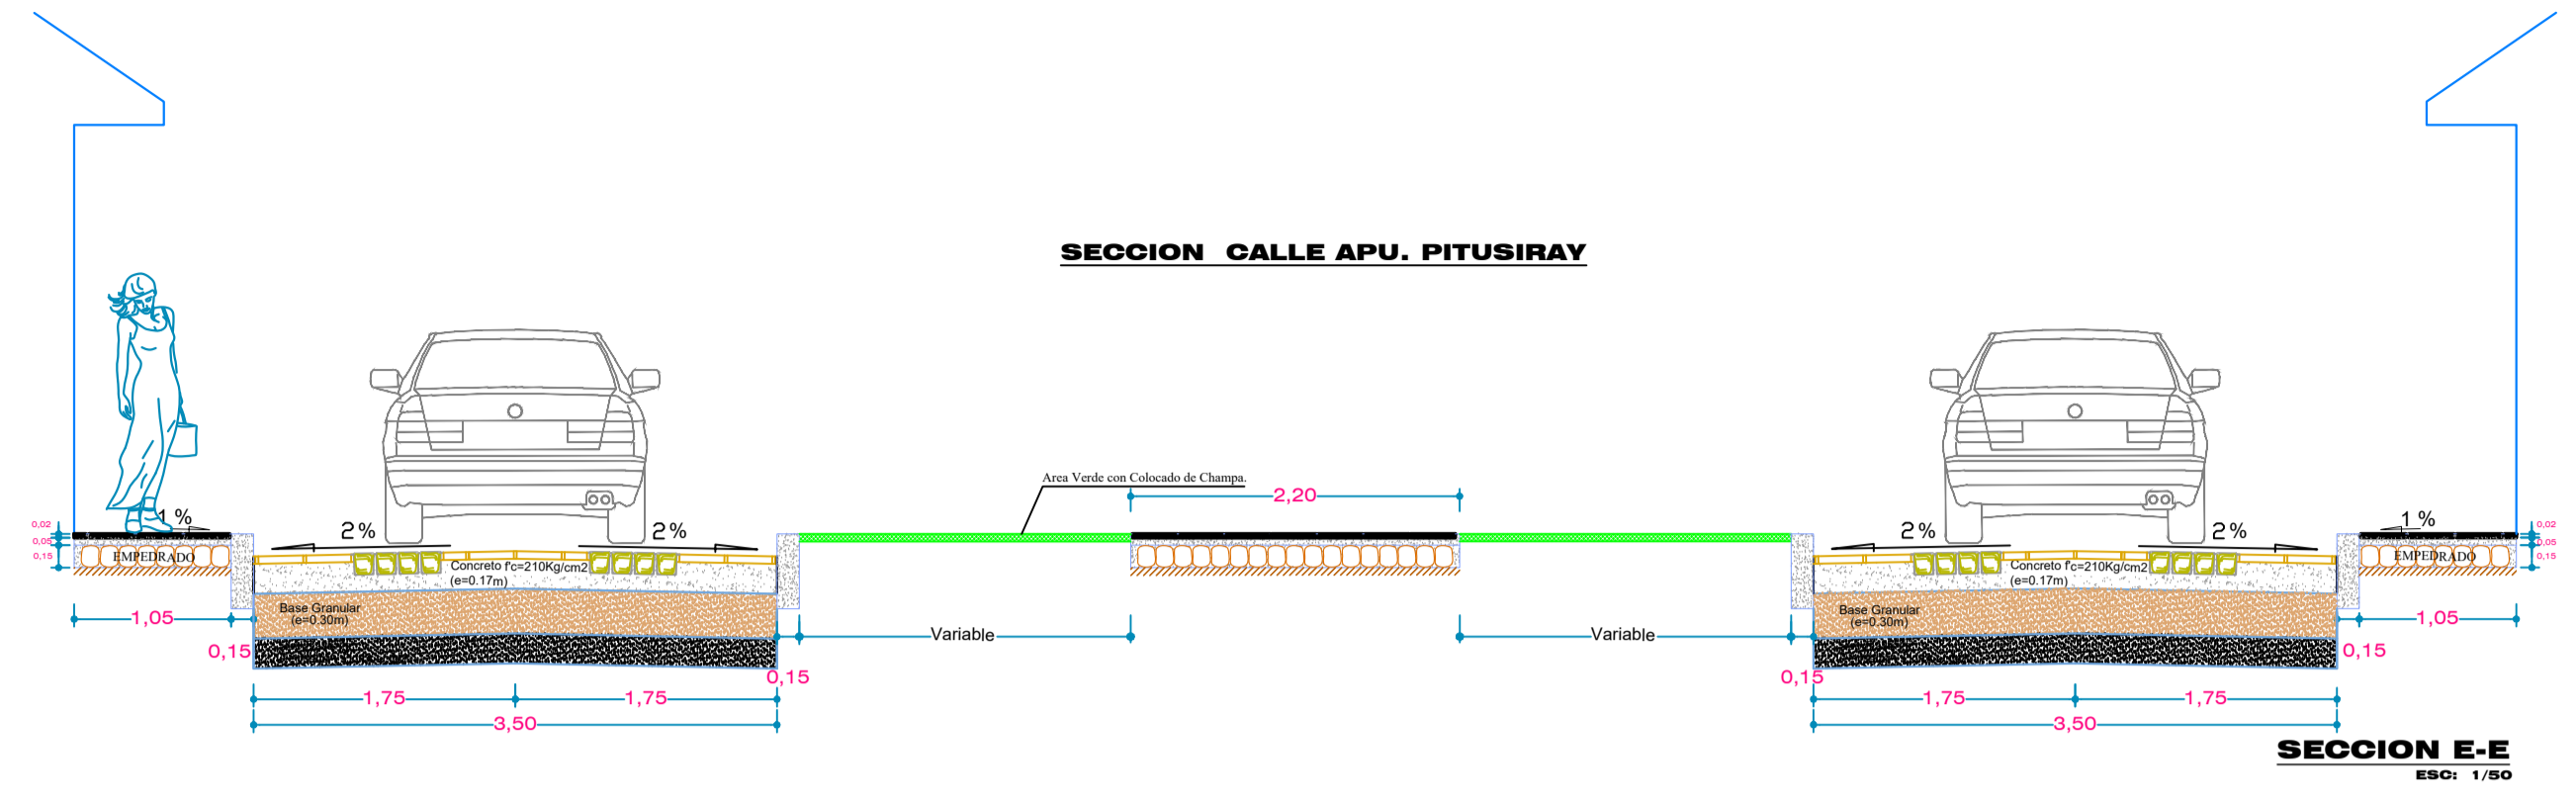 SECCION CALLE APU. PITUSIRAY
Area Verde con Colocado de Champa.
2,20
0,02
0,05
0,15
1 %
2%
2%
2%
2%
1 %
0,02
0,05
0,15
EMPEDRADO
Concreto f'c=210Kg/cm2
(e=0.17m)
Concreto f'c=210Kg/cm2
(e=0.17m)
EMPEDRADO
Base Granular
(e=0.30m)
Base Granular
(e=0.30m)
1,05
Variable
Variable
1,05
0,15
0,15
0,15
0,15
1,75
1,75
1,75
1,75
3,50
3,50
SECCION E-E
ESC: 1/50